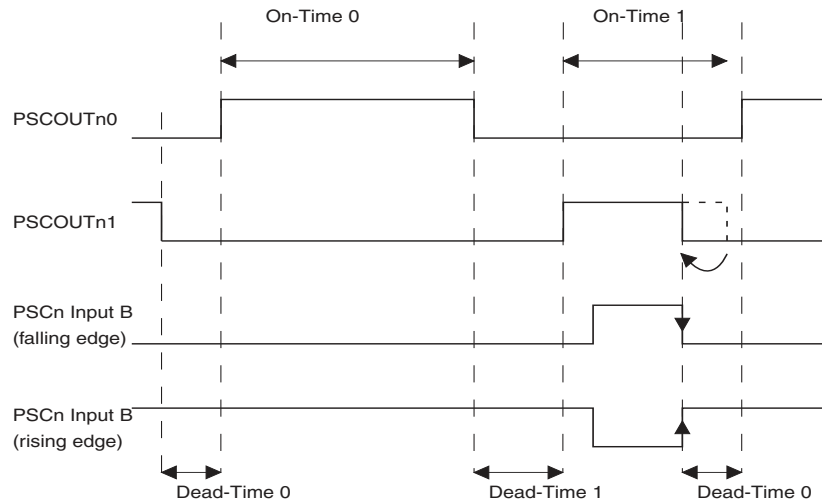 On-Time 0
On-Time 1
PSCOUTn0
PSCOUTn1
PSCn Input B
(falling edge)
PSCn Input B
(rising edge)
Dead-Time 0
Dead-Time 1
Dead-Time 0